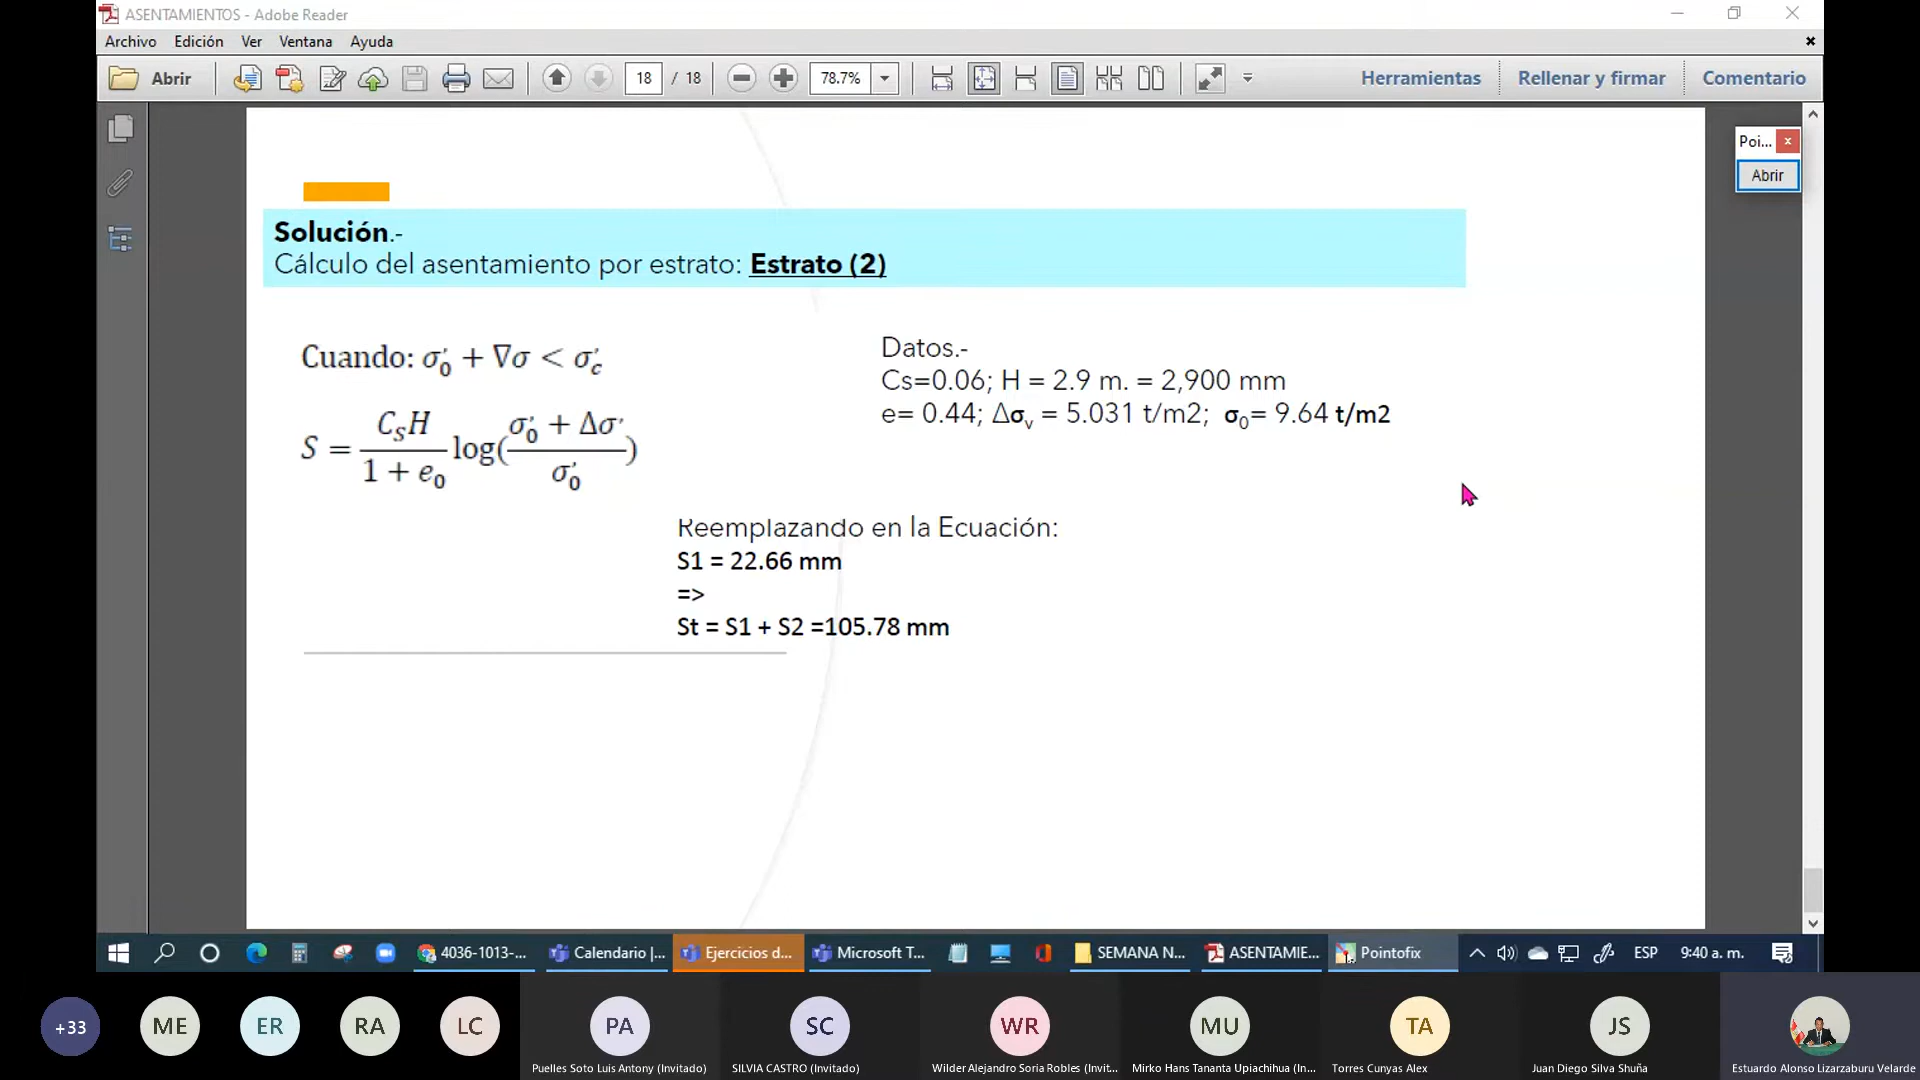 ASENTAMIENTOS - Adobe Reader
Archivo Edición Ver Ventana Ayuda
Abrir 18 / 18 78.7% Herramientas Rellenar y firmar Comentario
Poi...
Abrir
Solución.-
Cálculo del asentamiento por estrato: Estrato (2)
Cuando: σ′₀ + ∇σ < σ′c
S = CₛH / (1 + e₀) log( (σ′₀ + Δσ′) / σ′₀ )
Datos.-
Cs=0.06; H = 2.9 m. = 2,900 mm
e= 0.44; Δσᵥ = 5.031 t/m2; σ₀= 9.64 t/m2
Reemplazando en la Ecuación:
S1 = 22.66 mm
=>
St = S1 + S2 =105.78 mm
4036-1013-... Calendario |... Ejercicios d... Microsoft T... SEMANA N... ASENTAMIE... Pointofix ESP 9:40 a. m.
+33 ME ER RA LC PA SC WR MU TA JS
Puelles Soto Luis Antony (Invitado) SILVIA CASTRO (Invitado) Wilder Alejandro Soria Robles (Invit... Mirko Hans Tananta Upiachihua (In... Torres Cunyas Alex Juan Diego Silva Shuña Estuardo Alonso Lizarzaburu Velarde